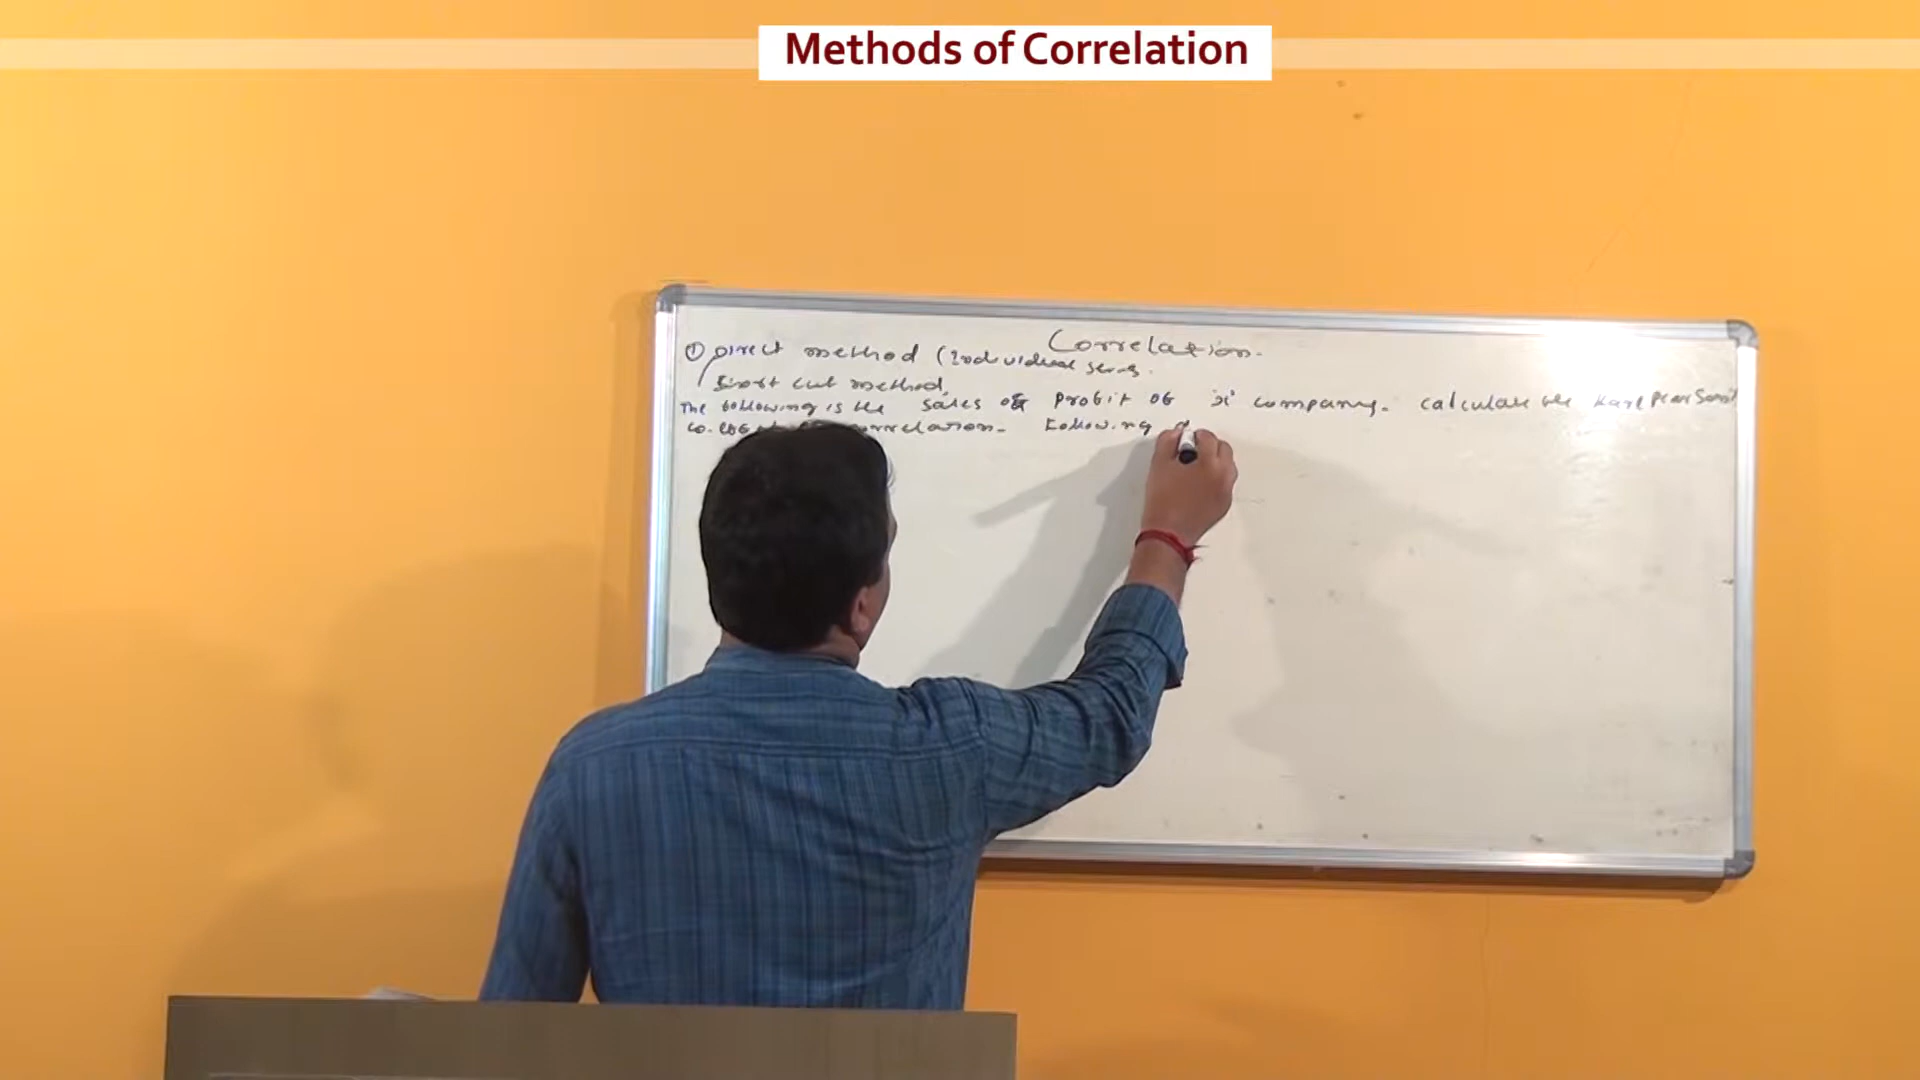 Methods of Correlation
Correlation.
① Direct method (Individual series.
Short cut method,
The following is the sales of profit of 'x' company. calculate the Karl Pearson's
correlation. Following